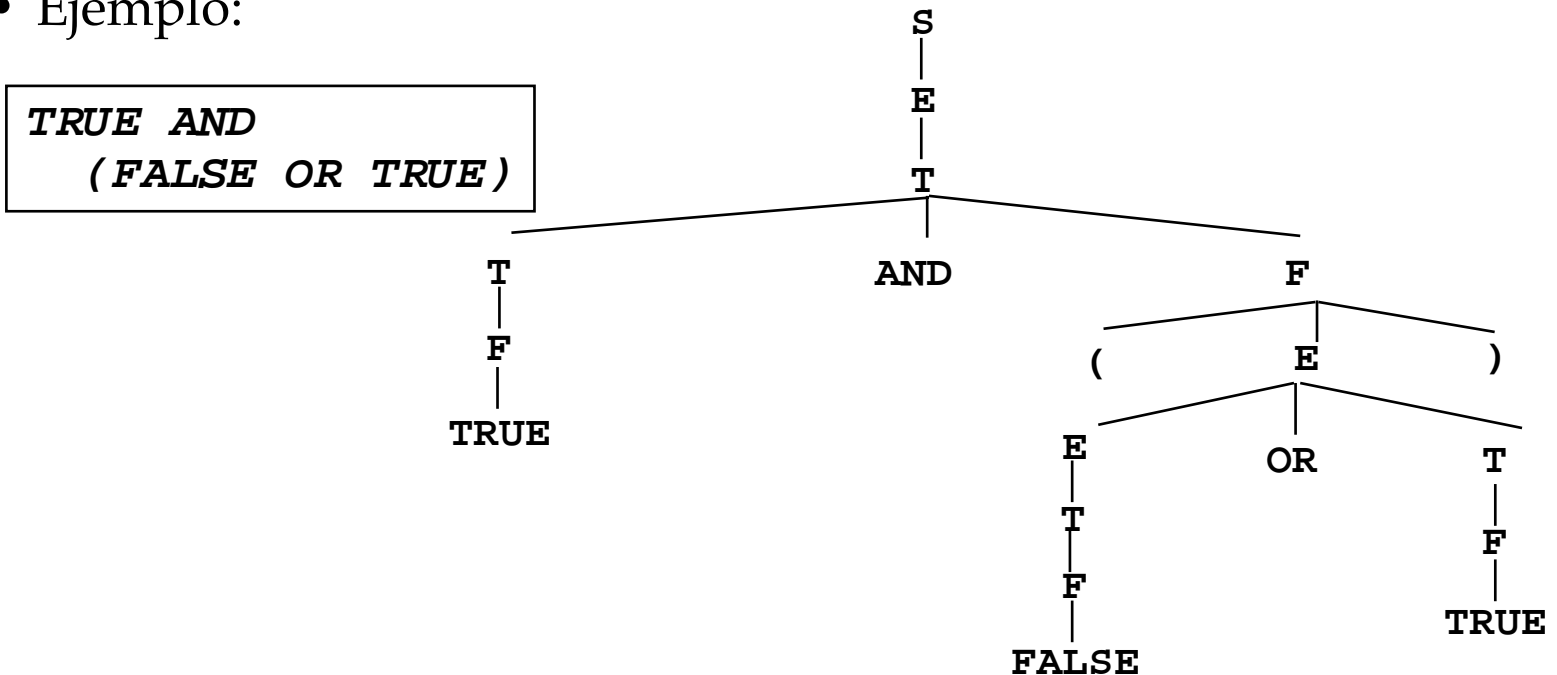 • Ejemplo:
TRUE AND
(FALSE OR TRUE)
S
E
T
T AND F
F
( E )
TRUE
E OR T
T
F
F
TRUE
FALSE